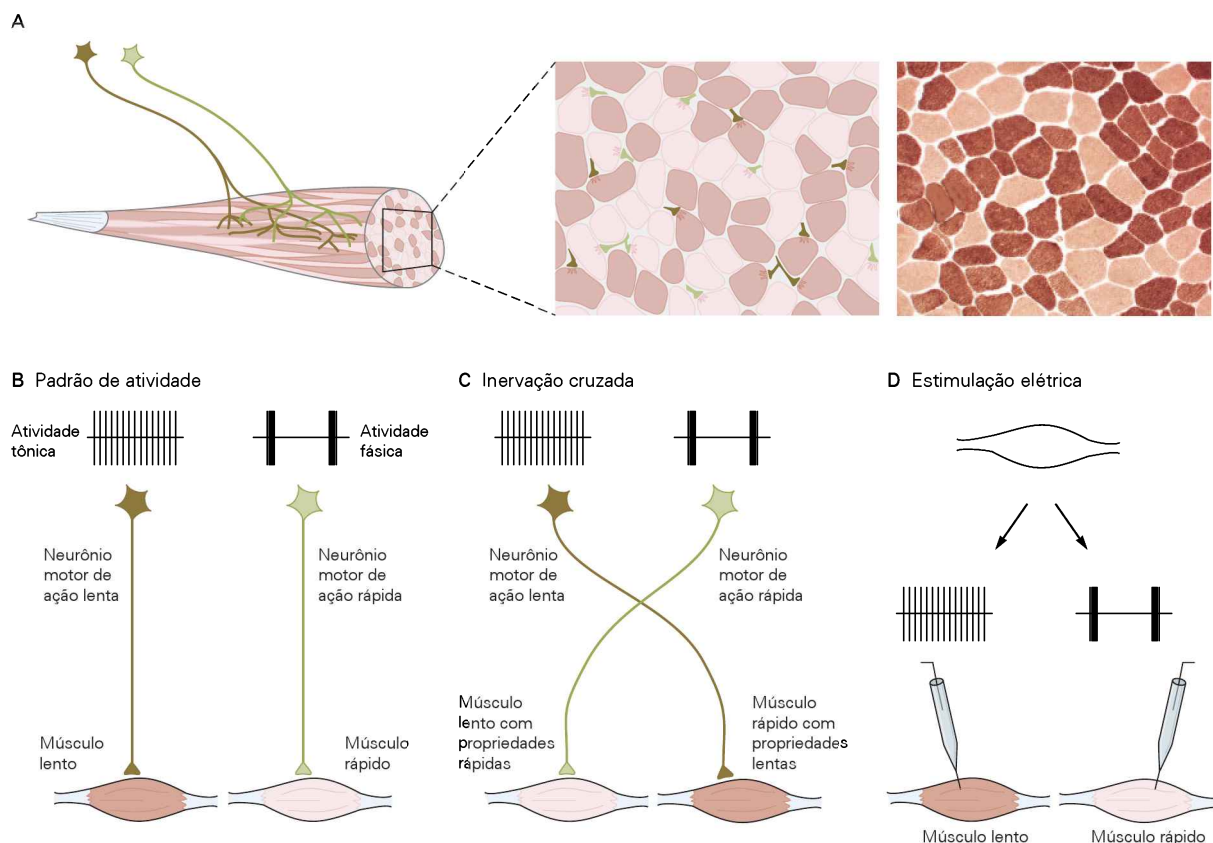 A
B Padrão de atividade
Atividade
tônica
Atividade
fásica
Neurônio
motor de
ação lenta
Neurônio
motor de
ação rápida
Músculo
lento
Músculo
rápido
C Inervação cruzada
Neurônio
motor de
ação lenta
Neurônio
motor de
ação rápida
Músculo
lento com
propriedades
rápidas
Músculo
rápido com
propriedades
lentas
D Estimulação elétrica
Músculo lento
Músculo rápido